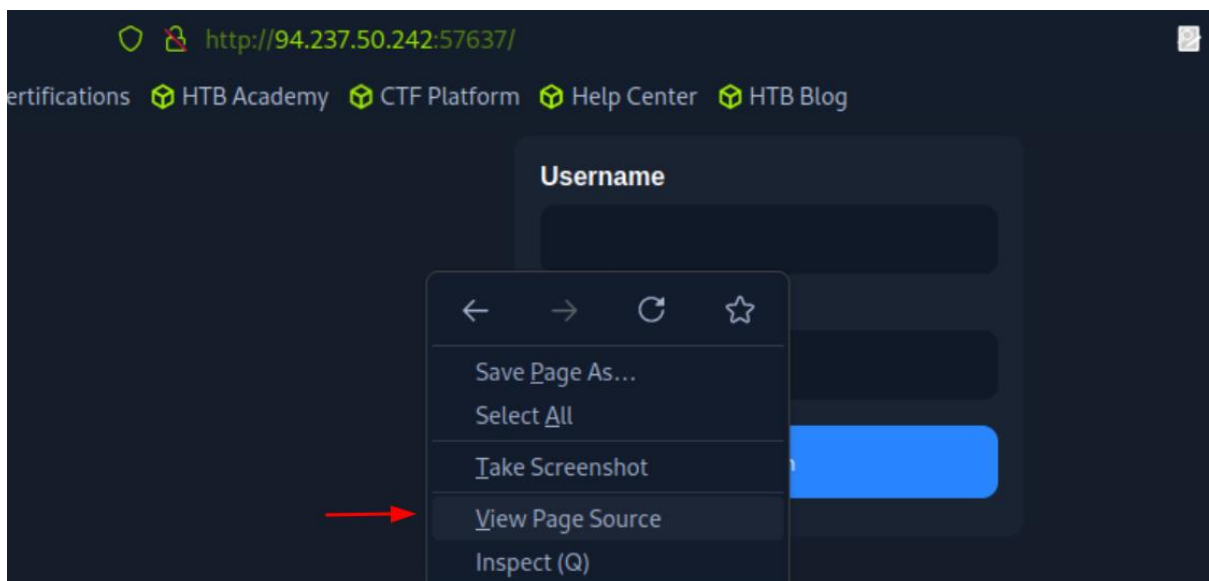 http://94.237.50.242:57637/
ertifications HTB Academy CTF Platform Help Center HTB Blog
Username
Save Page As...
Select All
Take Screenshot
View Page Source
Inspect (Q)